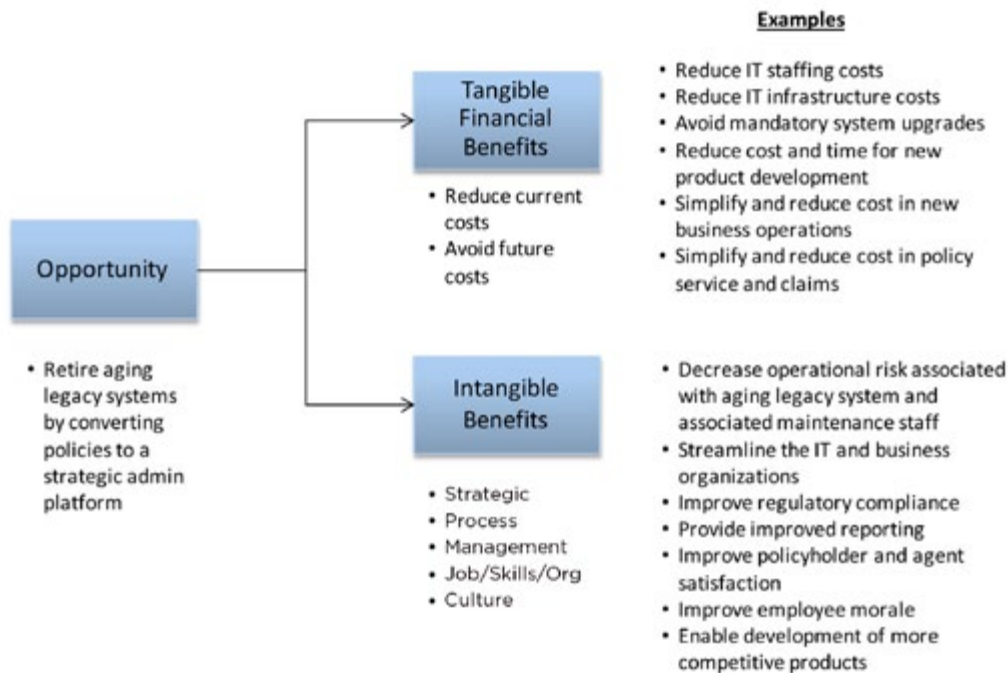 Examples
Tangible
Financial
Benefits
• Reduce current
costs
• Avoid future
costs
• Reduce IT staffing costs
• Reduce IT infrastructure costs
• Avoid mandatory system upgrades
• Reduce cost and time for new
product development
• Simplify and reduce cost in new
business operations
• Simplify and reduce cost in policy
service and claims
Opportunity
• Retire aging
legacy systems
by converting
policies to a
strategic admin
platform
Intangible
Benefits
• Strategic
• Process
• Management
• Job/Skills/Org
• Culture
• Decrease operational risk associated
with aging legacy system and
associated maintenance staff
• Streamline the IT and business
organizations
• Improve regulatory compliance
• Provide improved reporting
• Improve policyholder and agent
satisfaction
• Improve employee morale
• Enable development of more
competitive products